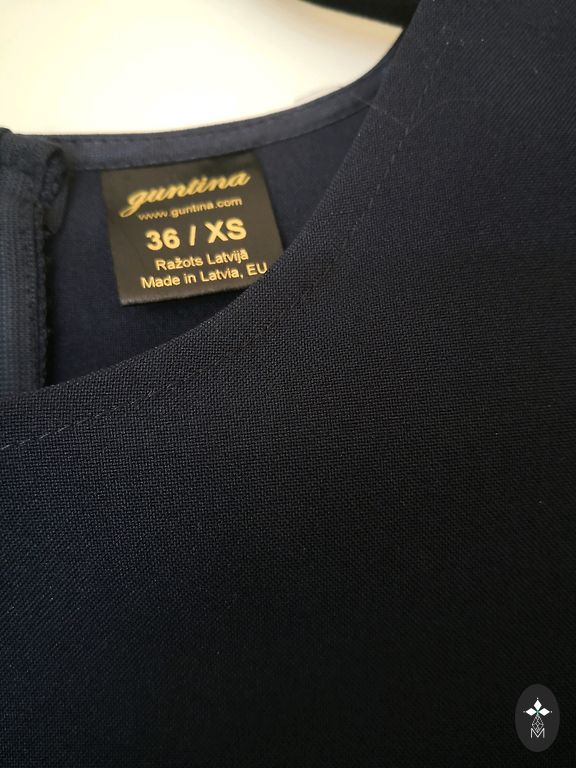 guntina
www.guntina.com
36 / XS
Ražots Latvijā
Made in Latvia, EU
M